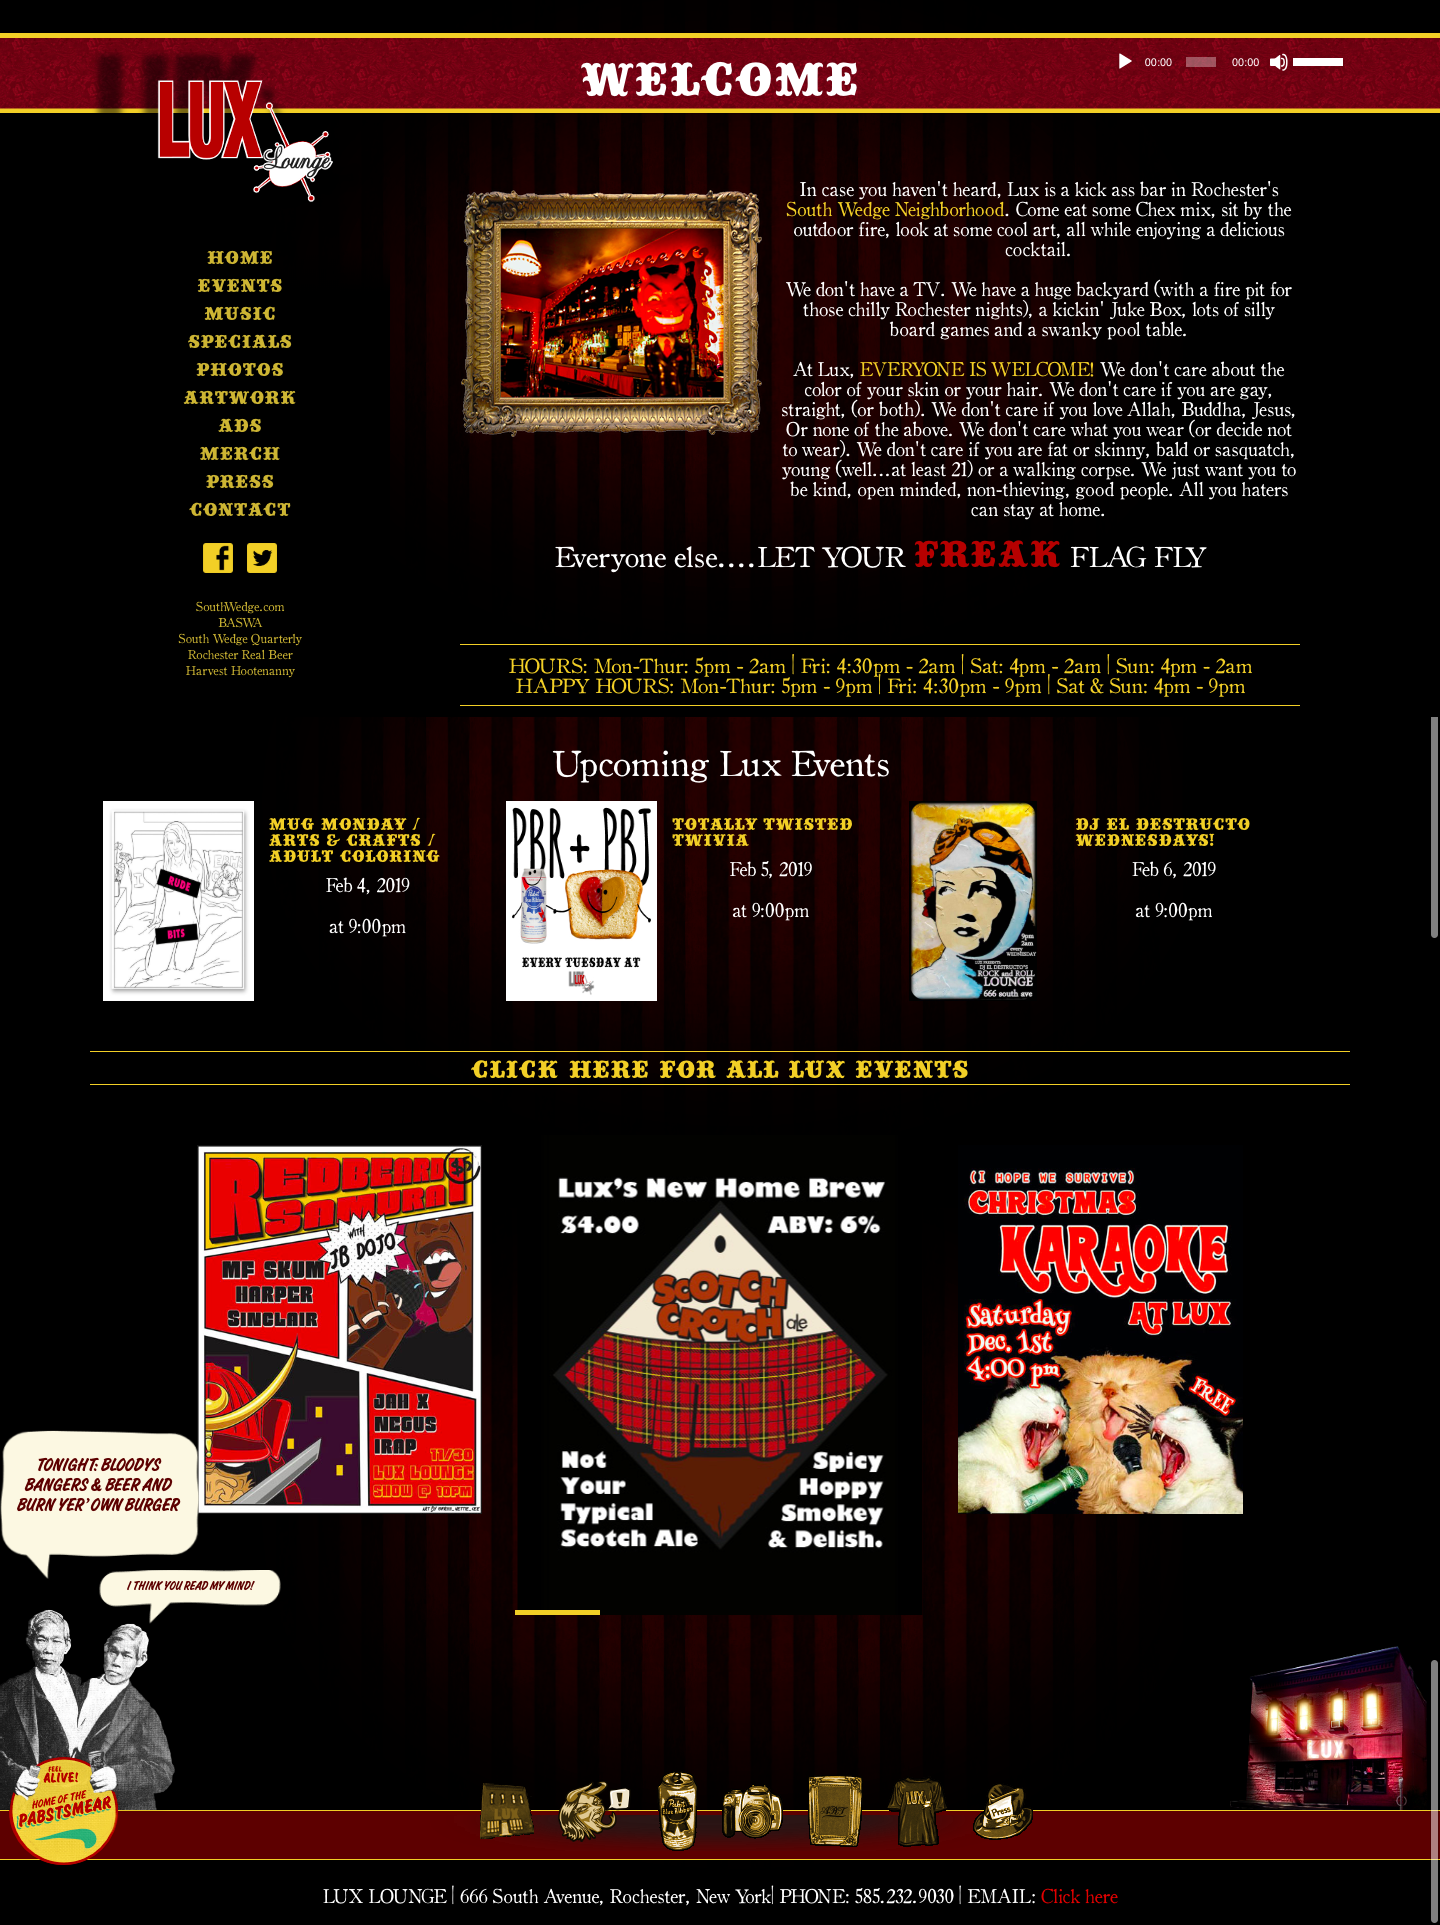 WELCOME
00:00
00:00
LUX
Lounge
HOME
EVENTS
MUSIC
SPECIALS
PHOTOS
ARTWORK
ADS
MERCH
PRESS
CONTACT
SouthWedge.com
BASWA
South Wedge Quarterly
Rochester Real Beer
Harvest Hootenanny
In case you haven't heard, Lux is a kick ass bar in Rochester's
South Wedge Neighborhood. Come eat some Chex mix, sit by the
outdoor fire, look at some cool art, all while enjoying a delicious
cocktail.
We don't have a TV. We have a huge backyard (with a fire pit for
those chilly Rochester nights), a kickin' Juke Box, lots of silly
board games and a swanky pool table.
At Lux, EVERYONE IS WELCOME! We don't care about the
color of your skin or your hair. We don't care if you are gay,
straight, (or both). We don't care if you love Allah, Buddha, Jesus,
Or none of the above. We don't care what you wear (or decide not
to wear). We don't care if you are fat or skinny, bald or sasquatch,
young (well...at least 21) or a walking corpse. We just want you to
be kind, open minded, non-thieving, good people. All you haters
can stay at home.
Everyone else....LET YOUR FREAK FLAG FLY
HOURS: Mon-Thur: 5pm - 2am | Fri: 4:30pm - 2am | Sat: 4pm - 2am | Sun: 4pm - 2am
HAPPY HOURS: Mon-Thur: 5pm - 9pm | Fri: 4:30pm - 9pm | Sat & Sun: 4pm - 9pm
Upcoming Lux Events
RUDE
BITS
MUG MONDAY /
ARTS & CRAFTS /
ADULT COLORING
Feb 4, 2019
at 9:00pm
PBR + PBJ
EVERY TUESDAY AT
LUX
TOTALLY TWISTED
TWIVIA
Feb 5, 2019
at 9:00pm
9pm
2am
every
WEDNESDAY
LUX PRESENTS:
DJ EL DESTRUCTO'S
ROCK and ROLL
LOUNGE
666 south ave
DJ EL DESTRUCTO
WEDNESDAYS!
Feb 6, 2019
at 9:00pm
CLICK HERE FOR ALL LUX EVENTS
REDBEARD
SAMURAI
$5
WITH
JB DOJO
MF SKUM
HARPER
SINCLAIR
JAH X
NEGUS
IRAP
11/30
LUX LOUNGE
SHOW @ 10PM
Lux's New Home Brew
$4.00
ABV: 6%
SCOTCH
CROTCH
ale
Not
Your
Typical
Scotch Ale
Spicy
Hoppy
Smokey
& Delish.
(I HOPE WE SURVIVE)
CHRISTMAS
KARAOKE
AT LUX
Saturday
Dec. 1st
4:00 pm
FREE
TONIGHT: BLOODYS
BANGERS & BEER AND
BURN YER' OWN BURGER
I THINK YOU READ MY MIND!
FEEL
ALIVE!
HOME OF THE
PABSTSMEAR
LUX
LUX
!
Pabst
Blue Ribbon
ART
LUX
Press
LUX LOUNGE | 666 South Avenue, Rochester, New York| PHONE: 585.232.9030 | EMAIL: Click here